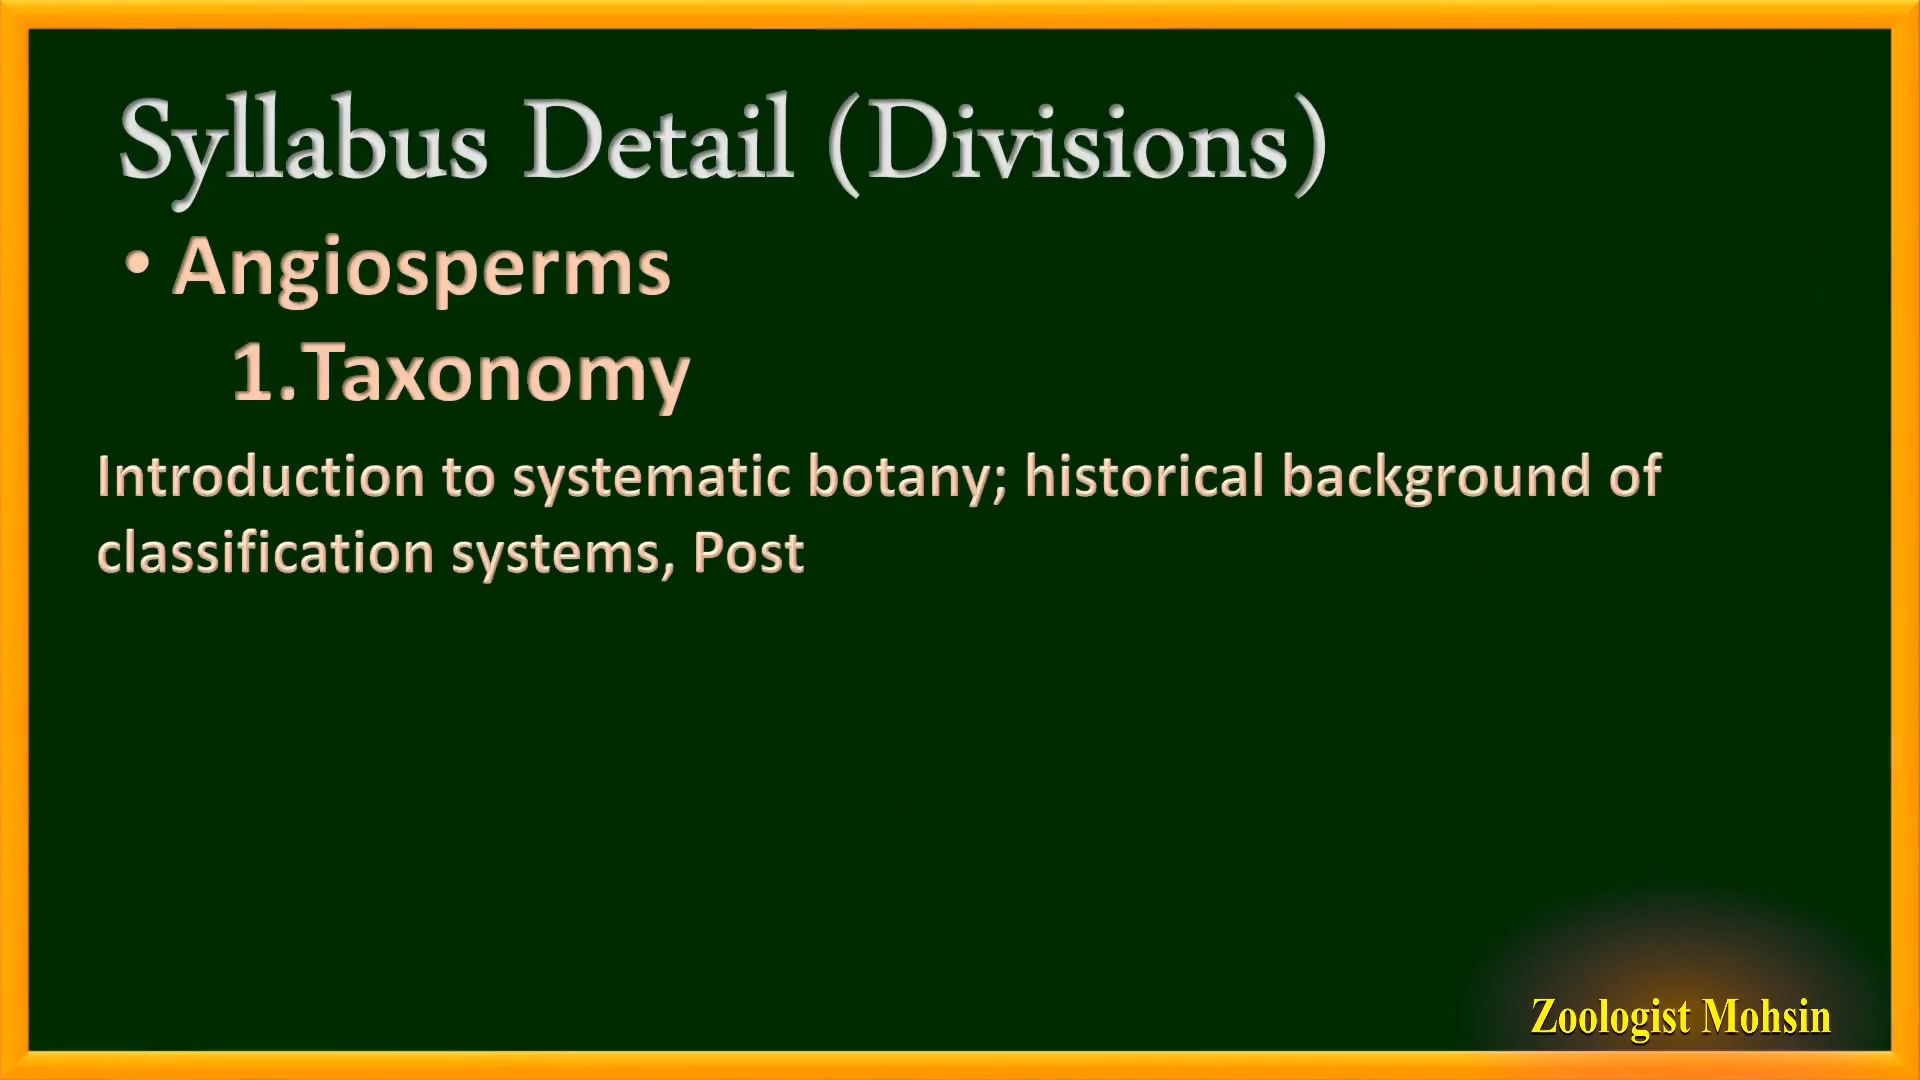 Syllabus Detail (Divisions)
• Angiosperms
1.Taxonomy
Introduction to systematic botany; historical background of
classification systems, Post
Zoologist Mohsin